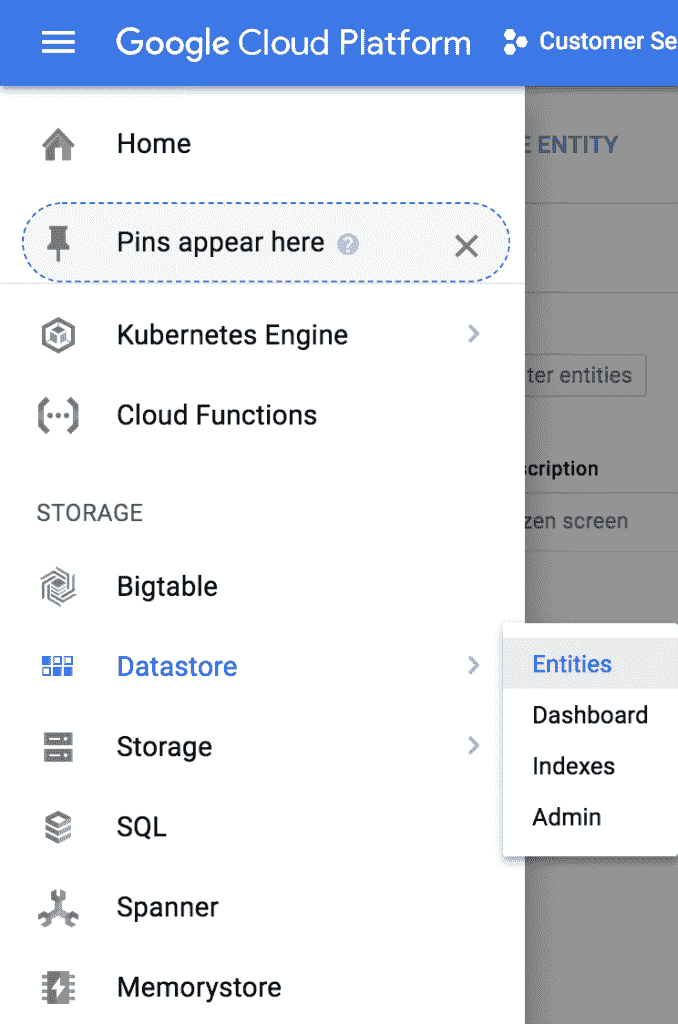 Google Cloud Platform Customer Se
Home
E ENTITY
Pins appear here ?
Kubernetes Engine
ter entities
Cloud Functions
scription
STORAGE
zen screen
Bigtable
Datastore
Entities
Dashboard
Storage
Indexes
Admin
SQL
Spanner
Memorystore